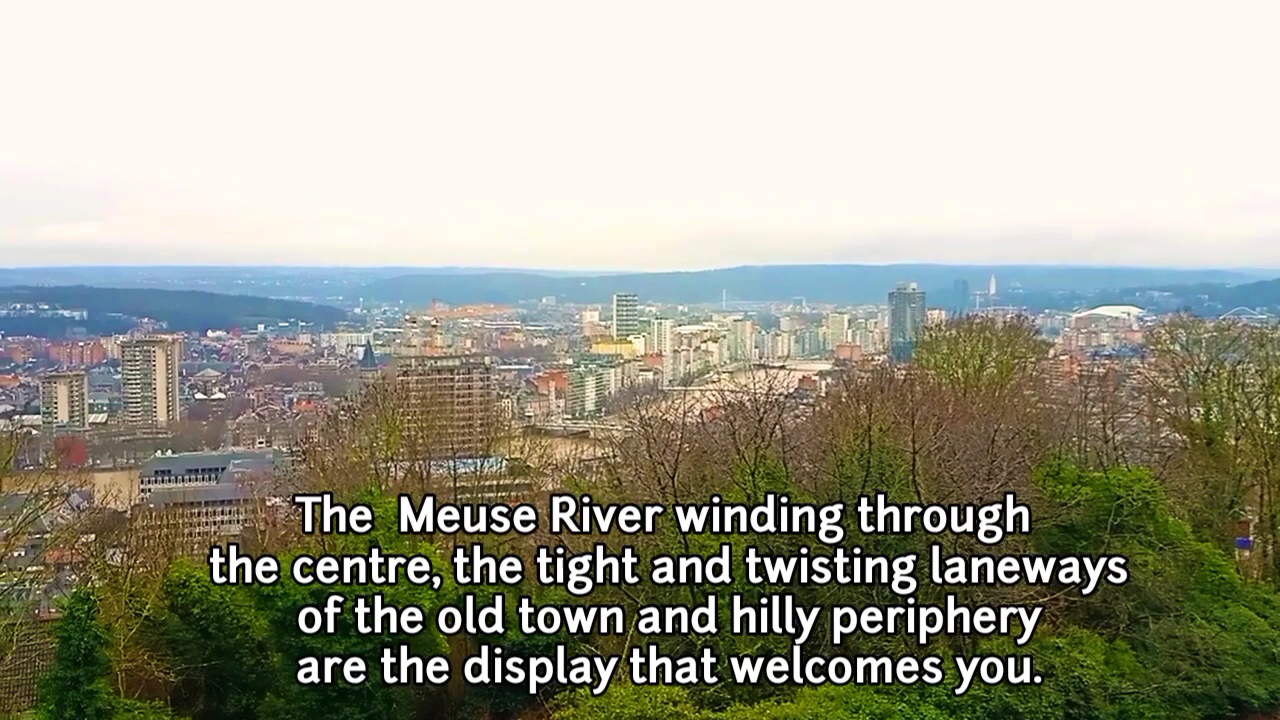 The  Meuse River winding through
the centre, the tight and twisting laneways
of the old town and hilly periphery
are the display that welcomes you.